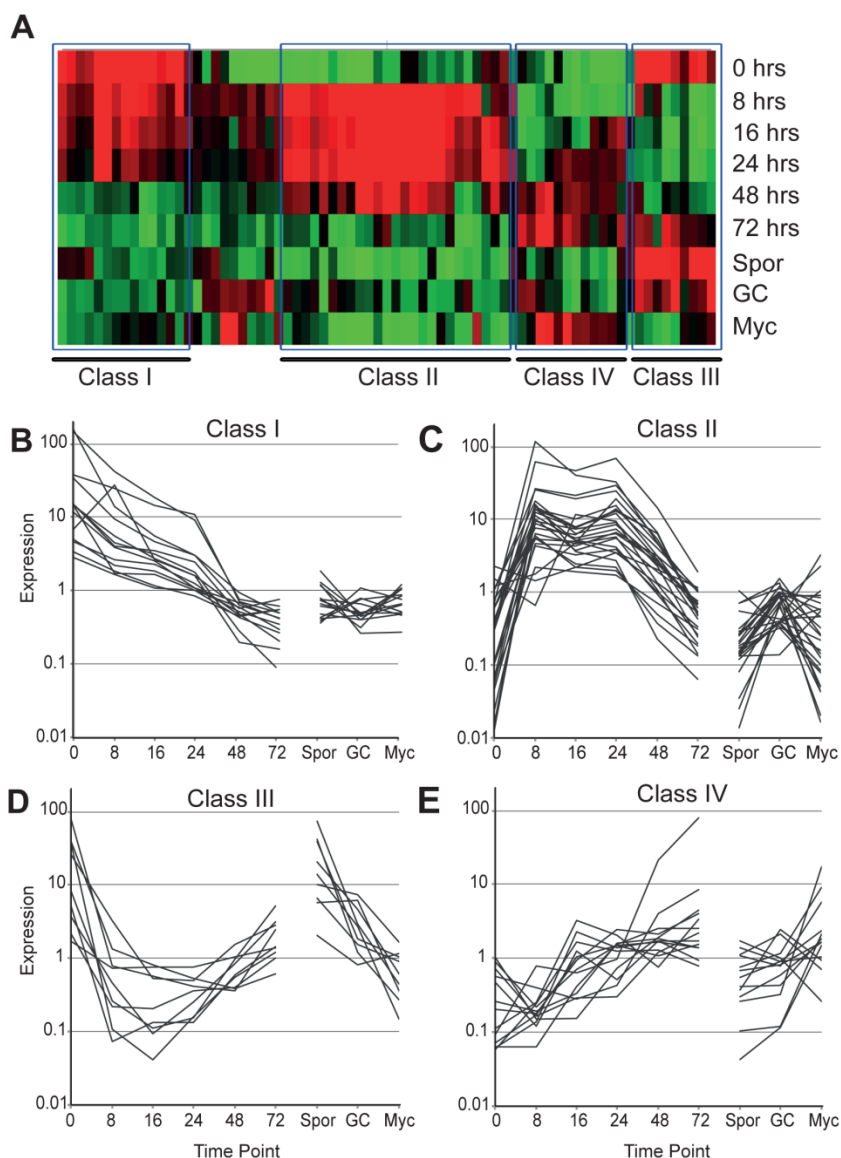 A
0 hrs
8 hrs
16 hrs
24 hrs
48 hrs
72 hrs
Spor
GC
Myc
Class I
Class II
Class IV
Class III
B
Class I
Expression
100
10
1
0.1
0.01
0 8 16 24 48 72 Spor GC Myc
C
Class II
100
10
1
0.1
0.01
0 8 16 24 48 72 Spor GC Myc
D
Class III
Expression
100
10
1
0.1
0.01
0 8 16 24 48 72 Spor GC Myc
Time Point
E
Class IV
100
10
1
0.1
0.01
0 8 16 24 48 72 Spor GC Myc
Time Point